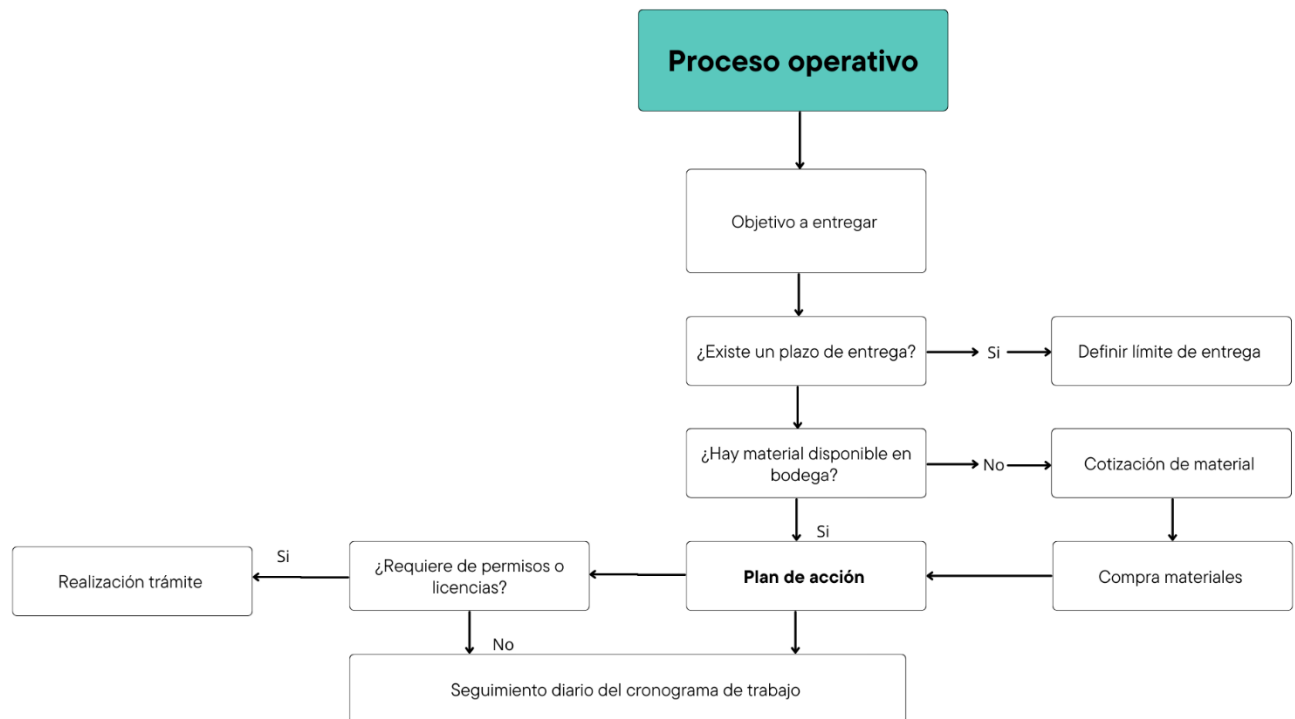 Proceso operativo
Objetivo a entregar
¿Existe un plazo de entrega?
Si
Definir límite de entrega
¿Hay material disponible en
bodega?
No
Cotización de material
Si
Realización trámite
Si
¿Requiere de permisos o
licencias?
Plan de acción
Compra materiales
No
Seguimiento diario del cronograma de trabajo